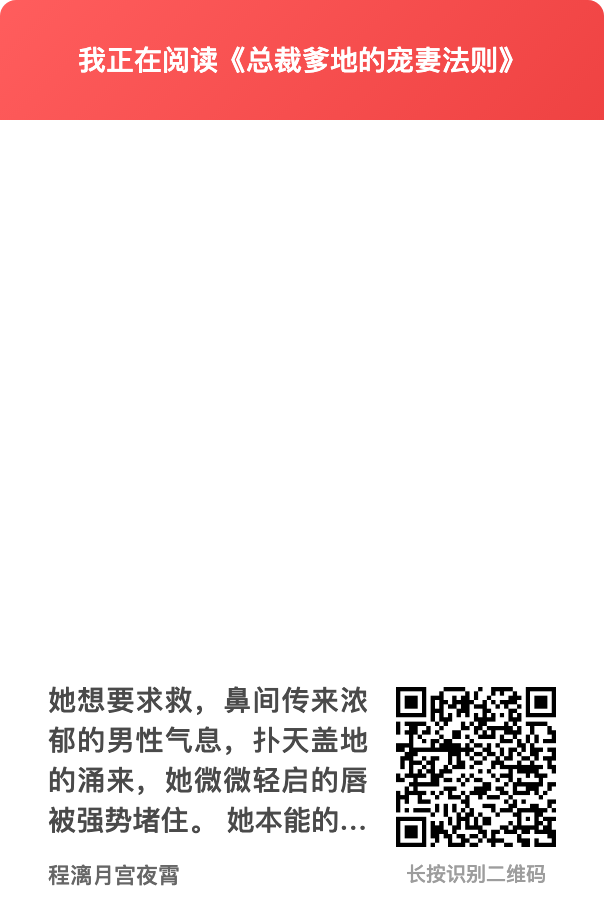 我正在阅读《总裁爹地的宠妻法则》
她想要求救，鼻间传来浓
郁的男性气息，扑天盖地
的涌来，她微微轻启的唇
被强势堵住。 她本能的...
程漓月宫夜霄
长按识别二维码